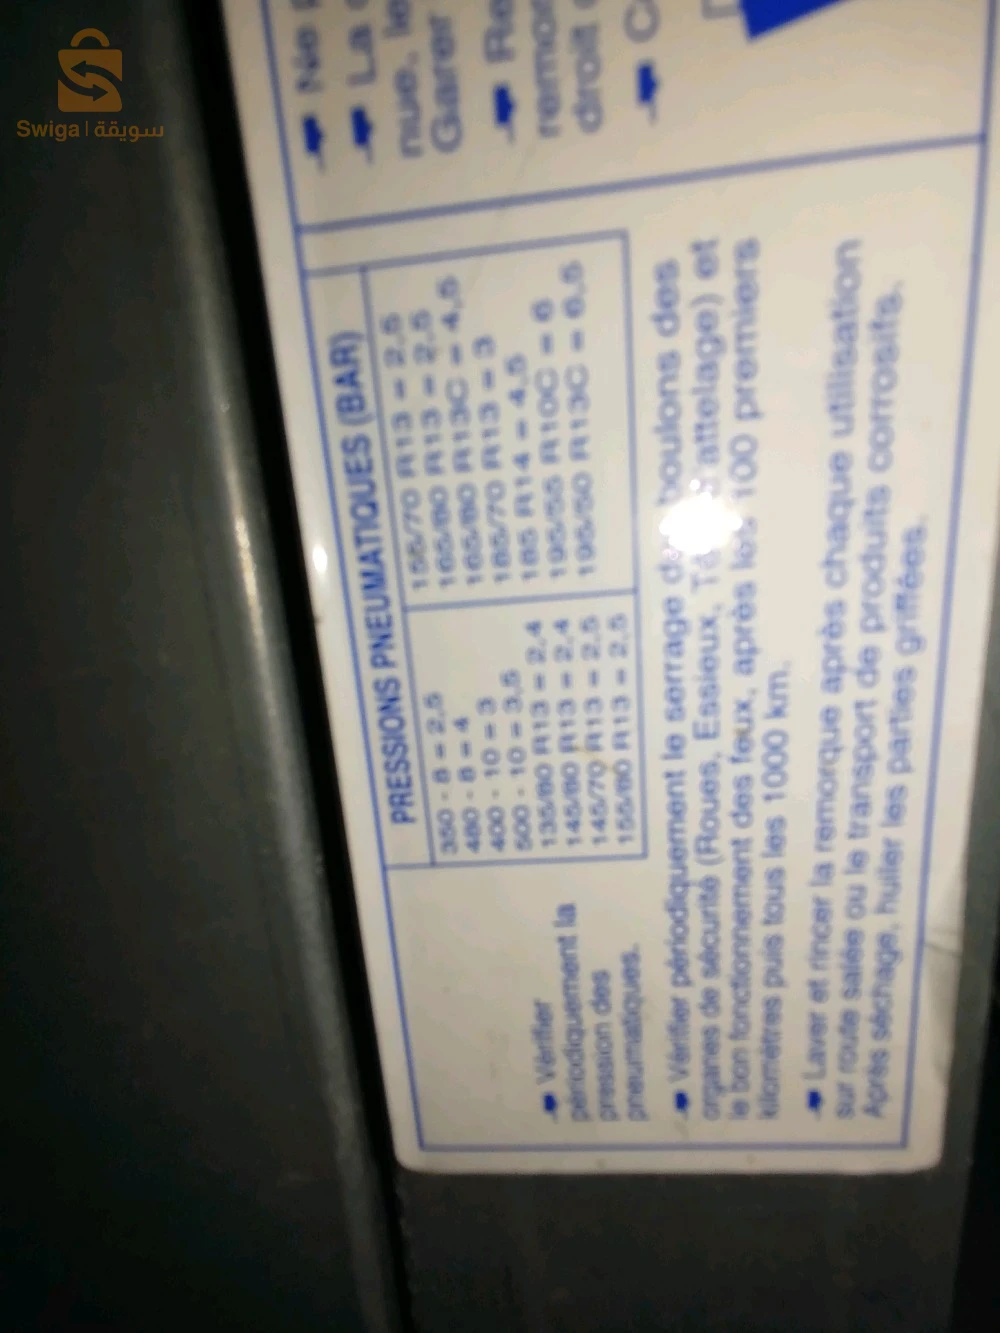 Swiga | سويقة
Ne
La
nue, le
Garer
Re
remor
droit
PRESSIONS PNEUMATIQUES (BAR)
350 - 8 = 2,5
480 - 8 = 4
400 - 10 = 3
500 - 10 = 3,5
135/80 R13 = 2,4
145/80 R13 = 2,4
145/70 R13 = 2,5
155/80 R13 = 2,5
155/70 R13 = 2,5
165/80 R13 = 2,5
165/80 R13C = 4,5
185/70 R13 = 3
185 R14 = 4,5
195/55 R10C = 6
195/50 R13C = 6,5
Vérifier
périodiquement la
pression des
pneumatiques.
Vérifier périodiquement le serrage des boulons des
organes de sécurité (Roues, Essieux, attelage) et
le bon fonctionnement des feux, après les 100 premiers
kilomètres puis tous les 1000 km.
Laver et rincer la remorque après chaque utilisation
sur route salée ou le transport de produits corrosifs.
Après séchage, huiler les parties griffées.